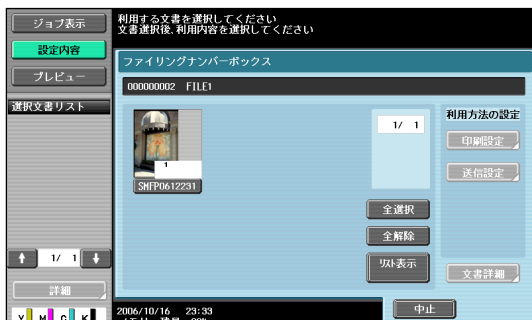 ジョブ表示
設定内容
プレビュー
選択文書リスト
1/ 1
詳細
Y M C K
利用する文書を選択してください
文書選択後、利用内容を選択してください
ファイリングナンバーボックス
000000002 FILE1
1
SMFP0612231
1/ 1
全選択
全解除
リスト表示
利用方法の設定
印刷設定
送信設定
文書詳細
2006/10/16 23:33
中止